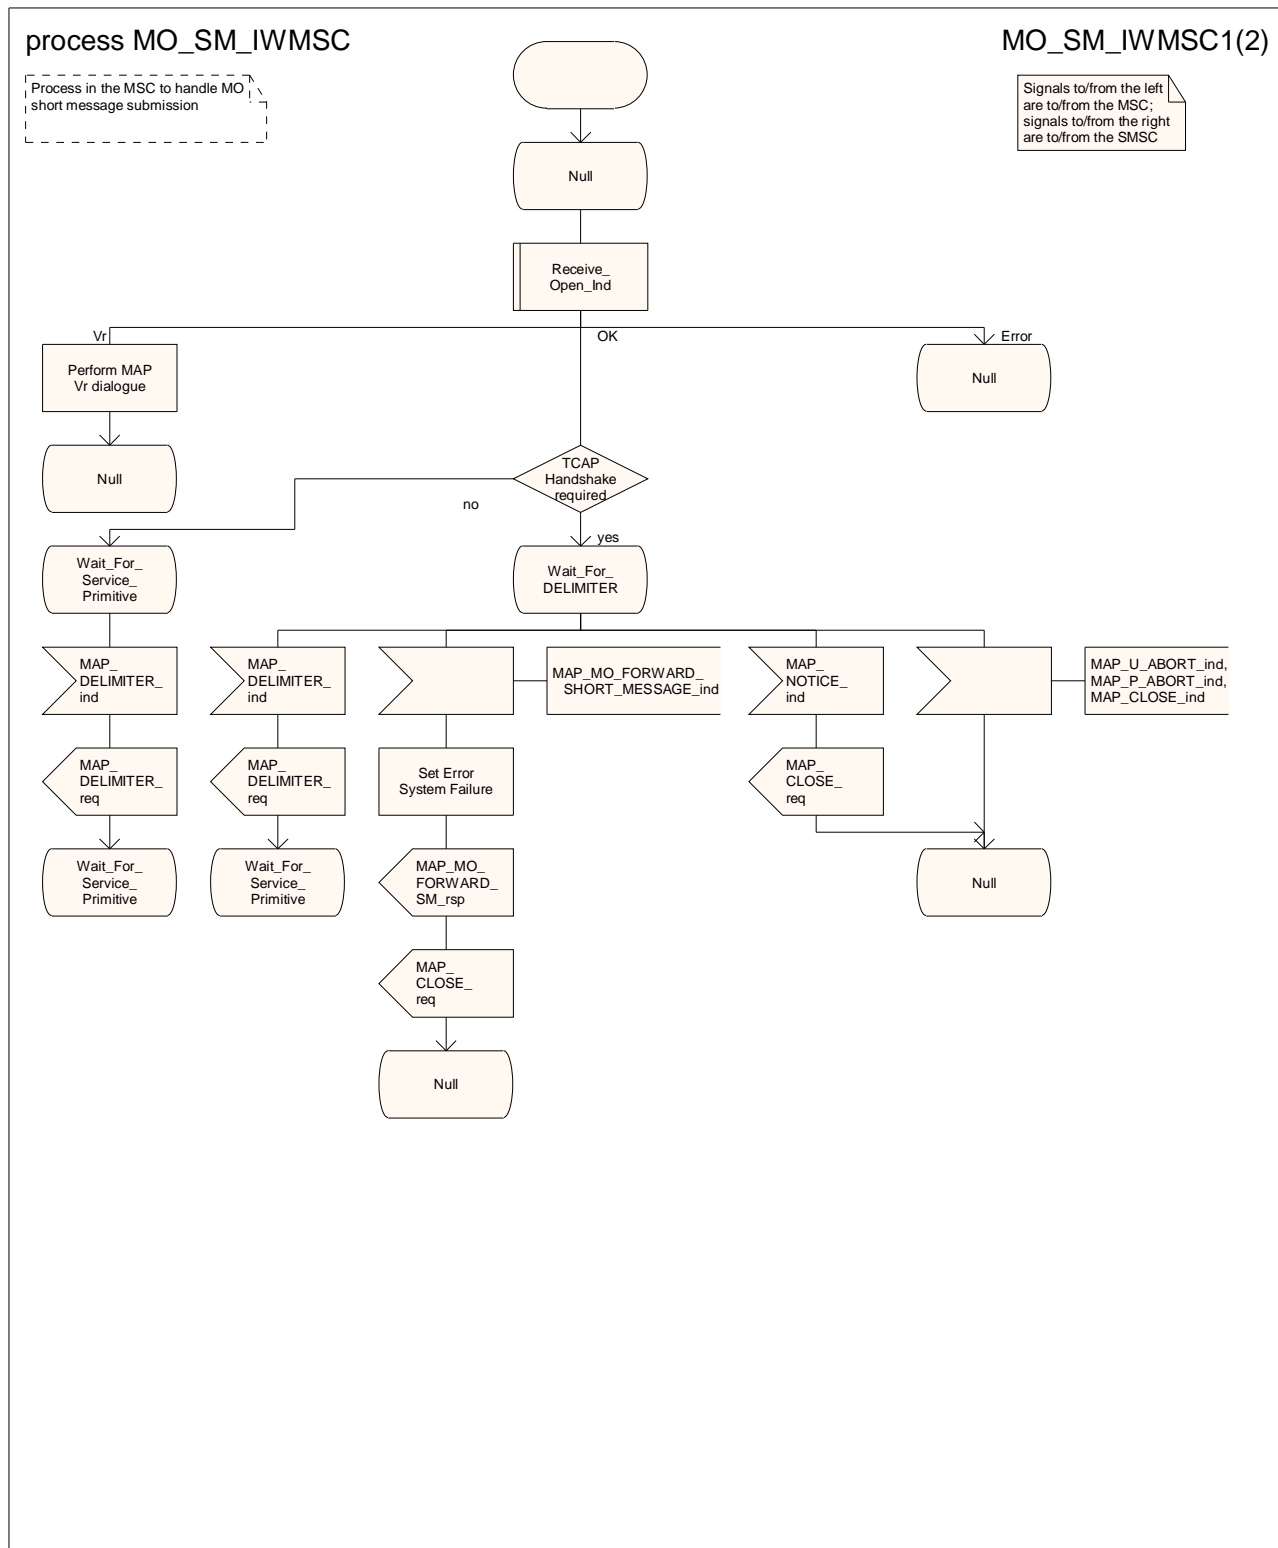 process MO_SM_IWMSC
MO_SM_IWMSC1(2)
Process in the MSC to handle MO
short message submission
Signals to/from the left
are to/from the MSC;
signals to/from the right
are to/from the SMSC
Null
Receive_
Open_Ind
Vr
OK
Error
Perform MAP
Vr dialogue
Null
Null
TCAP
Handshake
required
no
yes
Wait_For_
Service_
Primitive
Wait_For_
DELIMITER
MAP_
DELIMITER_
ind
MAP_
DELIMITER_
ind
MAP_MO_FORWARD_
SHORT_MESSAGE_ind
MAP_
NOTICE_
ind
MAP_U_ABORT_ind,
MAP_P_ABORT_ind,
MAP_CLOSE_ind
MAP_
DELIMITER_
req
MAP_
DELIMITER_
req
Set Error
System Failure
MAP_
CLOSE_
req
Wait_For_
Service_
Primitive
Wait_For_
Service_
Primitive
MAP_MO_
FORWARD_
SM_rsp
Null
MAP_
CLOSE_
req
Null